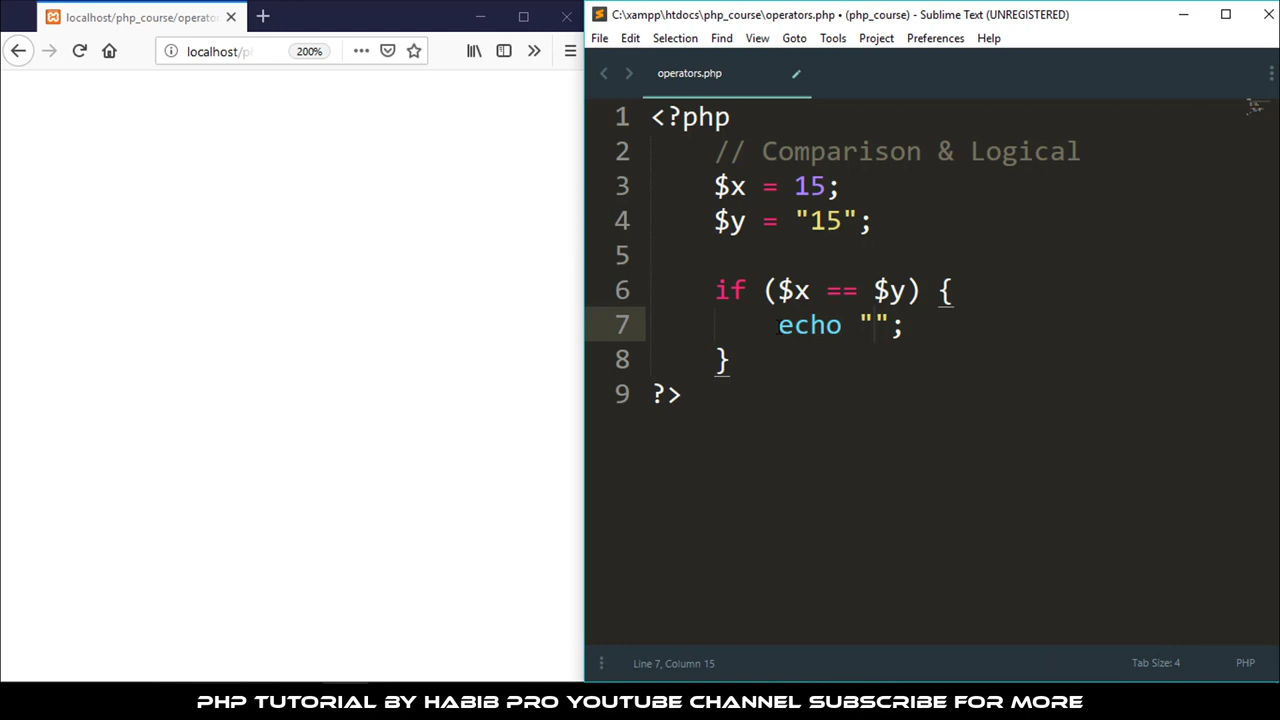 localhost/php_course/operator
localhost/p
200%
C:\xampp\htdocs\php_course\operators.php • (php_course) - Sublime Text (UNREGISTERED)
File Edit Selection Find View Goto Tools Project Preferences Help
operators.php
1 <?php
2 // Comparison & Logical
3 $x = 15;
4 $y = "15";
5
6 if ($x == $y) {
7 echo "";
8 }
9 ?>
Line 7, Column 15
Tab Size: 4
PHP
PHP TUTORIAL BY HABIB PRO YOUTUBE CHANNEL SUBSCRIBE FOR MORE